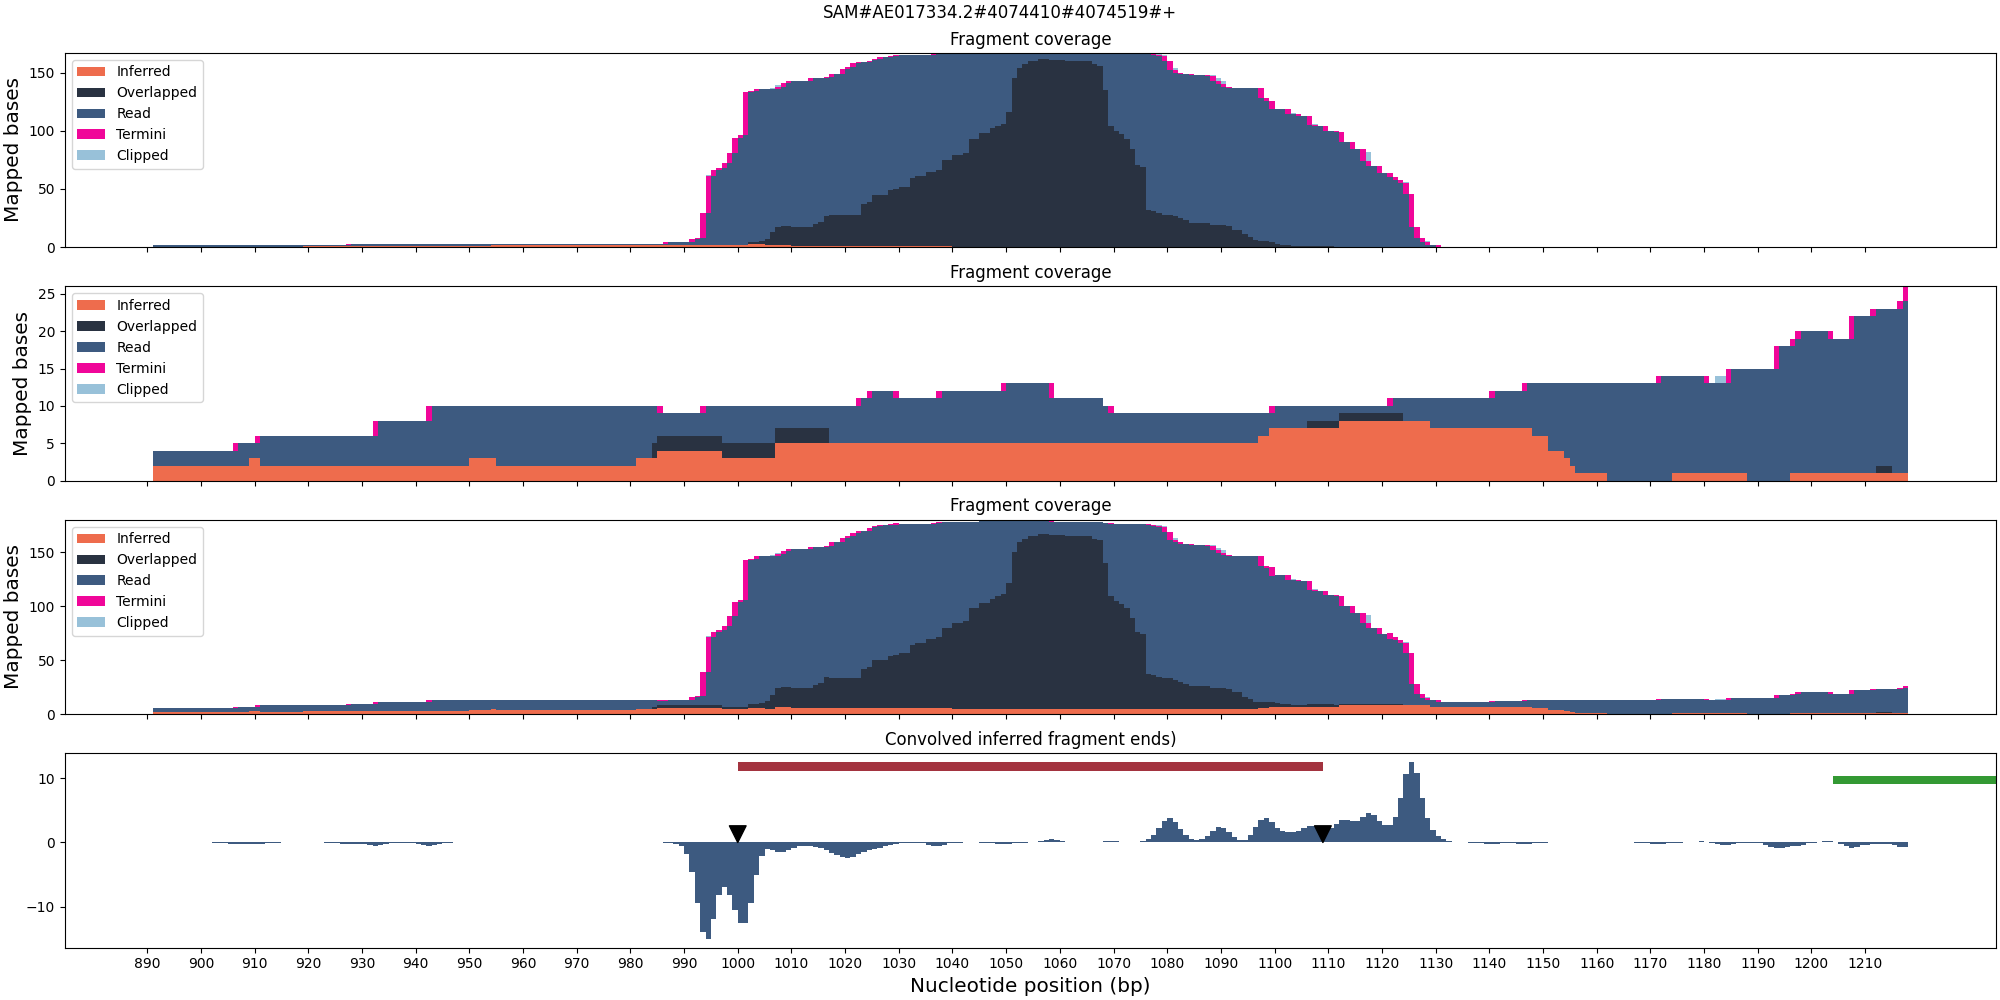 SAM#AE017334.2#4074410#4074519#+
Fragment coverage
Mapped bases
150
100
50
0
Inferred
Overlapped
Read
Termini
Clipped
Fragment coverage
Mapped bases
25
20
15
10
5
0
Inferred
Overlapped
Read
Termini
Clipped
Fragment coverage
Mapped bases
150
100
50
0
Inferred
Overlapped
Read
Termini
Clipped
Convolved inferred fragment ends)
10
0
−10
890 900 910 920 930 940 950 960 970 980 990 1000 1010 1020 1030 1040 1050 1060 1070 1080 1090 1100 1110 1120 1130 1140 1150 1160 1170 1180 1190 1200 1210
Nucleotide position (bp)